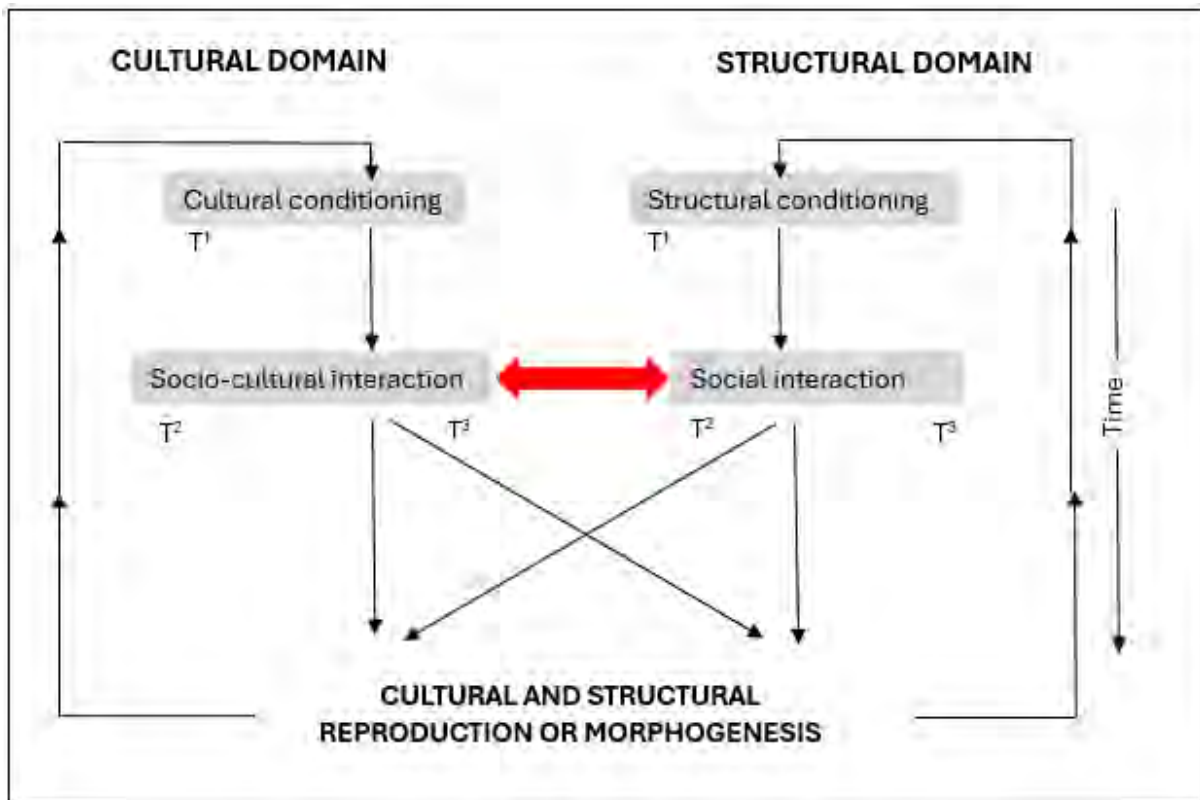 CULTURAL DOMAIN
STRUCTURAL DOMAIN
Cultural conditioning
Structural conditioning
T¹
T¹
Socio-cultural interaction
Social interaction
T²
T³
T²
T³
Time
CULTURAL AND STRUCTURAL
REPRODUCTION OR MORPHOGENESIS